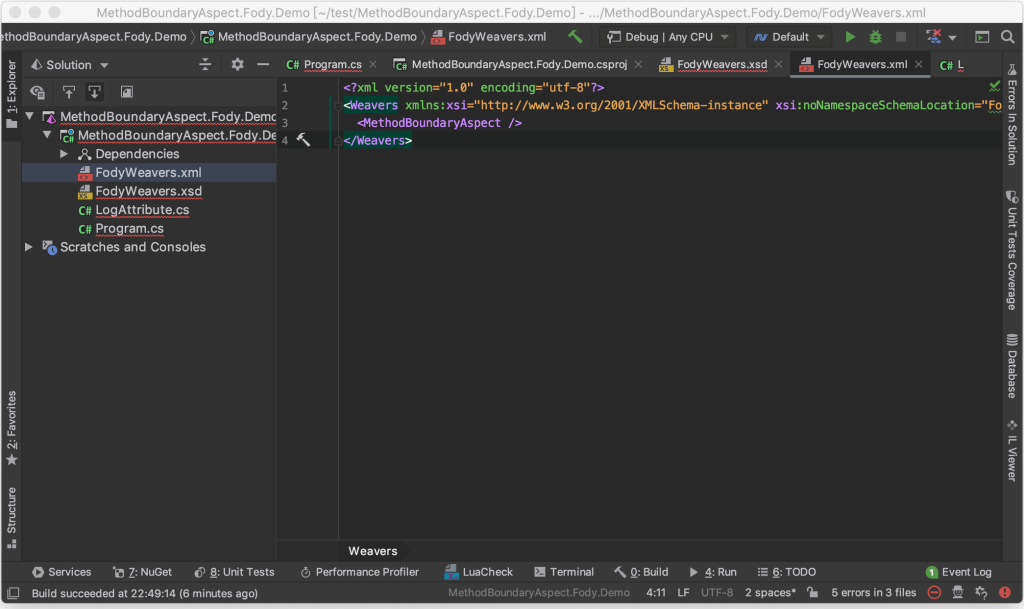 MethodBoundaryAspect.Fody.Demo [~/test/MethodBoundaryAspect.Fody.Demo] - .../MethodBoundaryAspect.Fody.Demo/FodyWeavers.xml
ethodBoundaryAspect.Fody.Demo MethodBoundaryAspect.Fody.Demo FodyWeavers.xml Debug | Any CPU Default
1: Explorer
Solution
C# Program.cs C# MethodBoundaryAspect.Fody.Demo.csproj XS FodyWeavers.xsd FodyWeavers.xml C# L
MethodBoundaryAspect.Fody.Demo
C# MethodBoundaryAspect.Fody.De
Dependencies
FodyWeavers.xml
XS FodyWeavers.xsd
C# LogAttribute.cs
C# Program.cs
Scratches and Consoles
1 <?xml version="1.0" encoding="utf-8"?>
2 <Weavers xmlns:xsi="http://www.w3.org/2001/XMLSchema-instance" xsi:noNamespaceSchemaLocation="Fo
3 <MethodBoundaryAspect />
4 </Weavers>
Errors In Solution
Unit Tests Coverage
Database
IL Viewer
2: Favorites
Structure
Weavers
Services 7: NuGet 8: Unit Tests Performance Profiler LuaCheck Terminal 0: Build 4: Run 6: TODO 1 Event Log
Build succeeded at 22:49:14 (6 minutes ago) MethodBoundaryAspect.Fody.Demo 4:11 LF UTF-8 2 spaces* 5 errors in 3 files